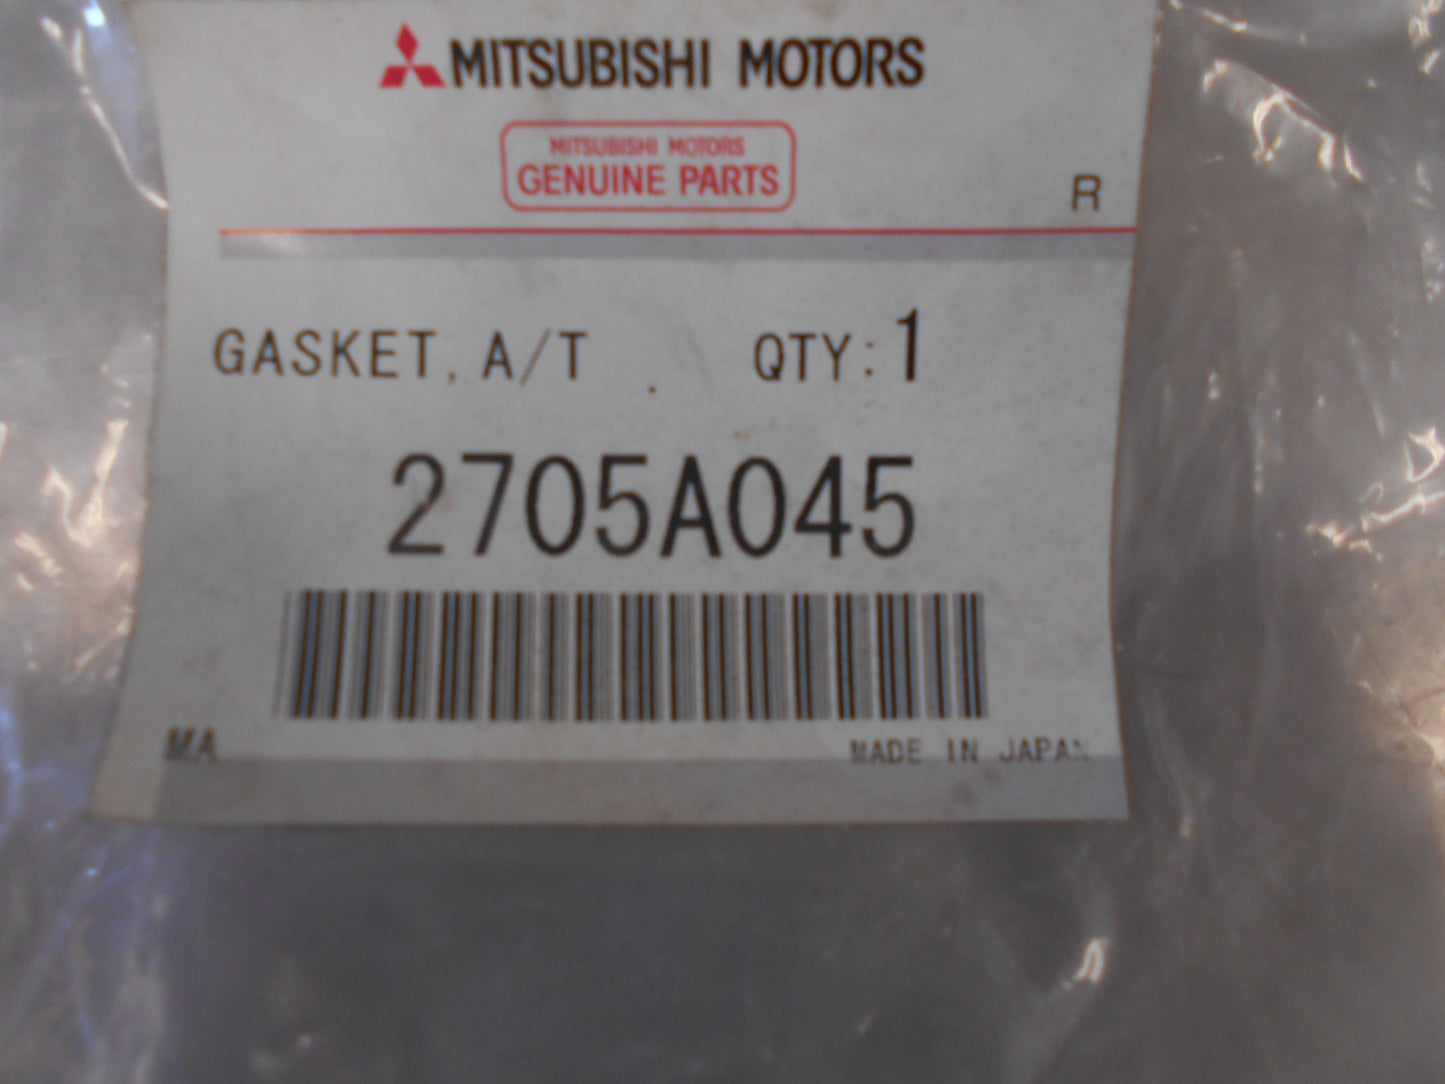 MITSUBISHI MOTORS
MITSUBISHI MOTORS
GENUINE PARTS
R
GASKET, A/T QTY:1
2705A045
MA
MADE IN JAPAN